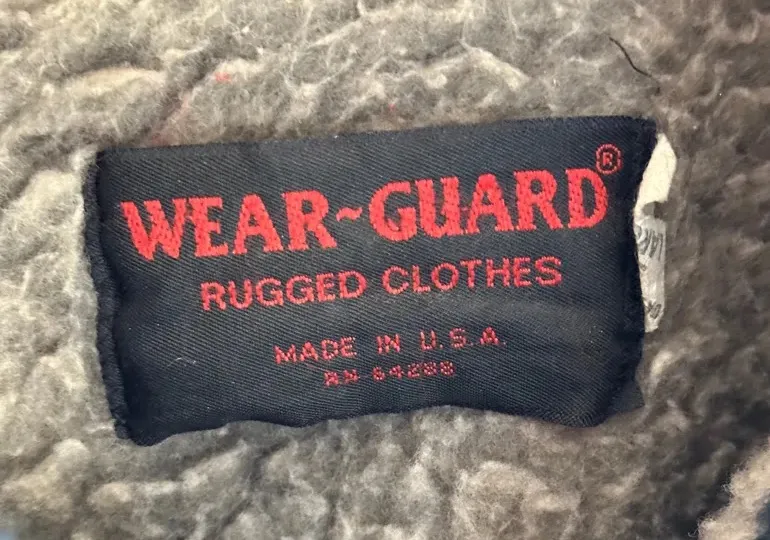 WEAR~GUARD®
RUGGED CLOTHES
MADE IN U.S.A.
RN 64288